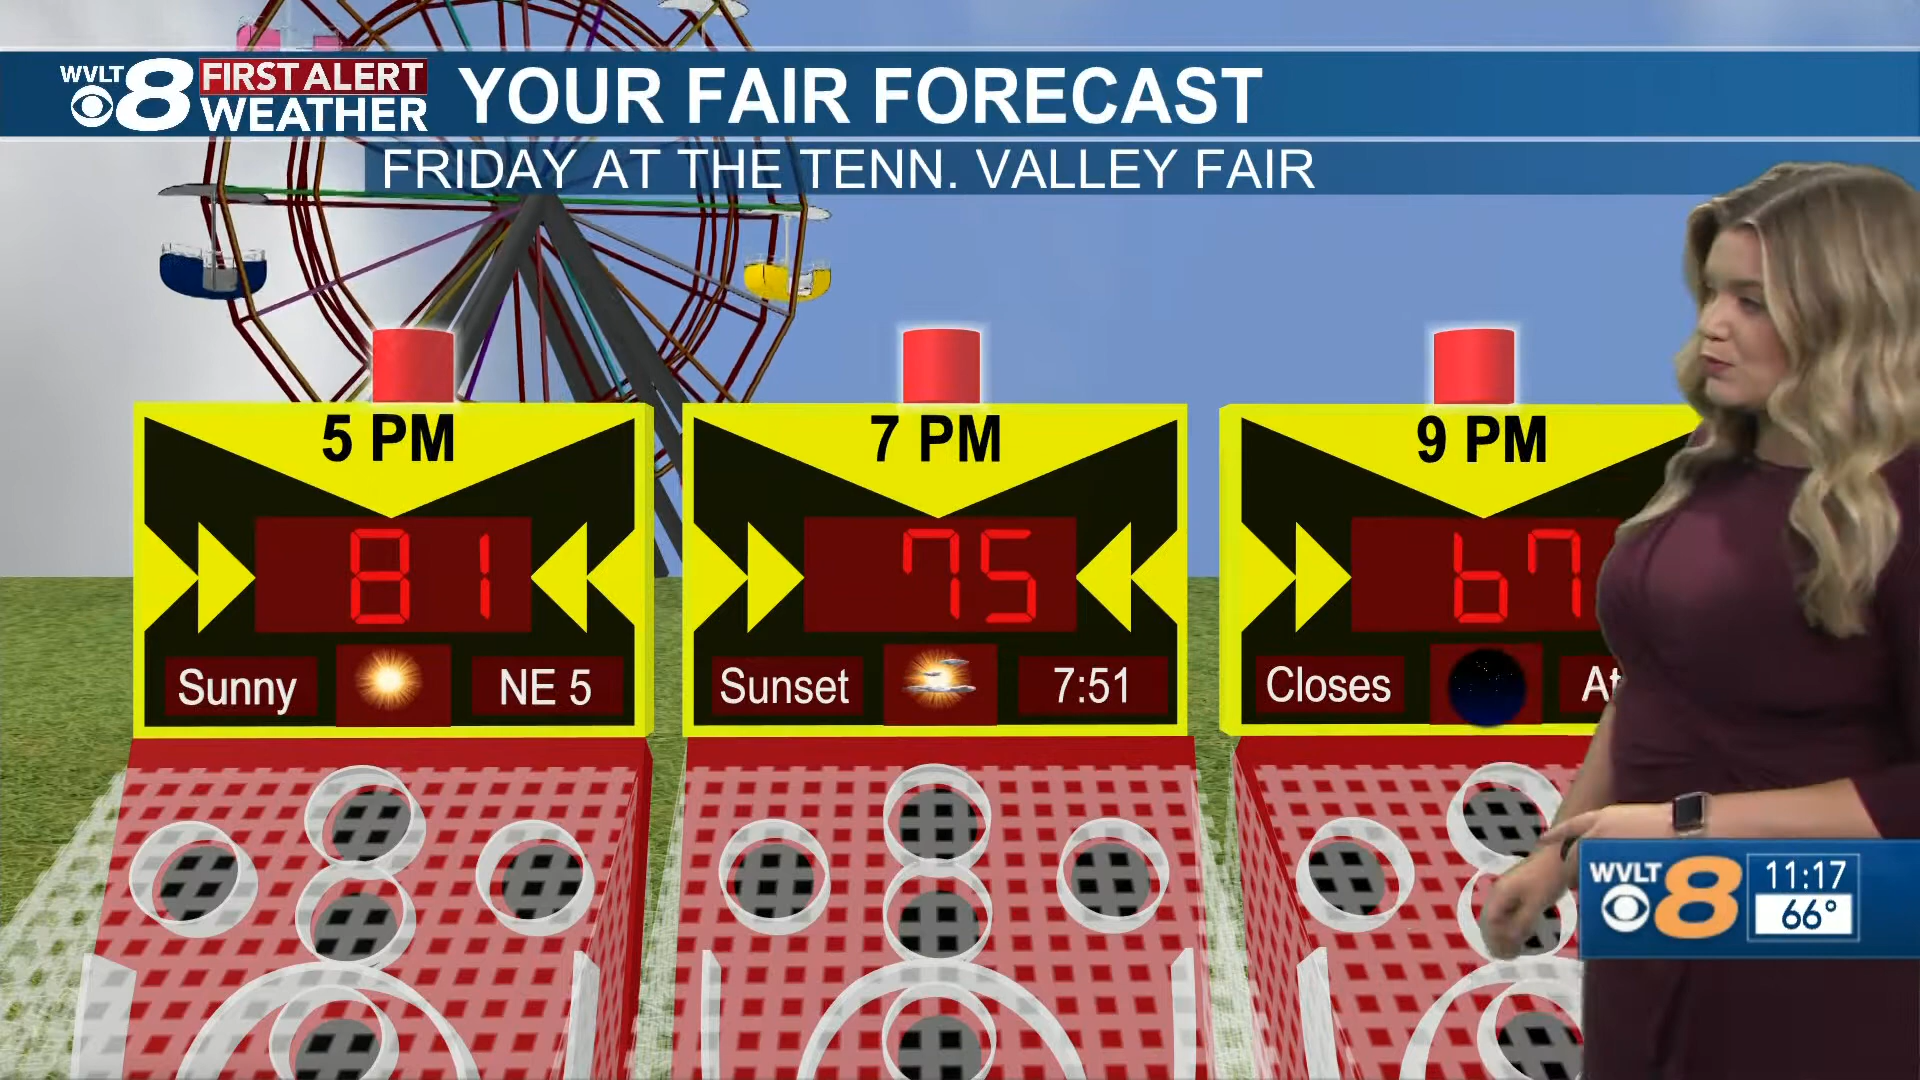 WVLT 8 FIRST ALERT WEATHER
YOUR FAIR FORECAST
FRIDAY AT THE TENN. VALLEY FAIR
5 PM
81
Sunny
NE 5
7 PM
75
Sunset
7:51
9 PM
67
Closes
WVLT 8
11:17
66°